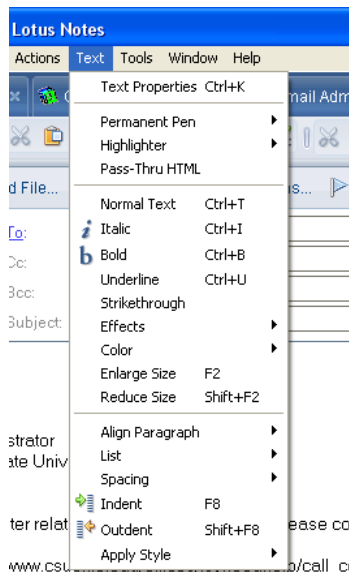 Lotus Notes
Actions Text Tools Window Help
Text Properties Ctrl+K
mail Adm
Permanent Pen
Highlighter
Pass-Thru HTML
d File...
s...
Normal Text Ctrl+T
To:
i Italic Ctrl+I
b Bold Ctrl+B
Cc:
Underline Ctrl+U
Bcc:
Strikethrough
Subject:
Effects
Color
Enlarge Size F2
Reduce Size Shift+F2
Align Paragraph
strator
List
ate Univ
Spacing
Indent F8
ter relat
Outdent Shift+F8
ease co
Apply Style
www.csu
/call_c